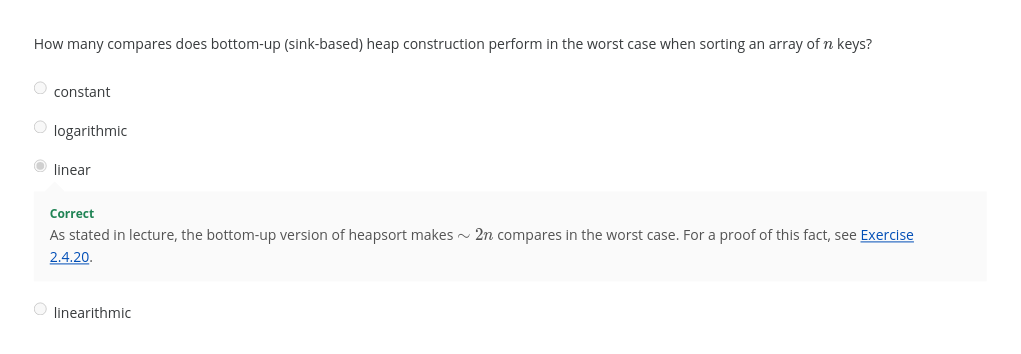 How many compares does bottom-up (sink-based) heap construction perform in the worst case when sorting an array of n keys?
constant
logarithmic
linear
Correct
As stated in lecture, the bottom-up version of heapsort makes ∼ 2n compares in the worst case. For a proof of this fact, see Exercise
2.4.20.
linearithmic